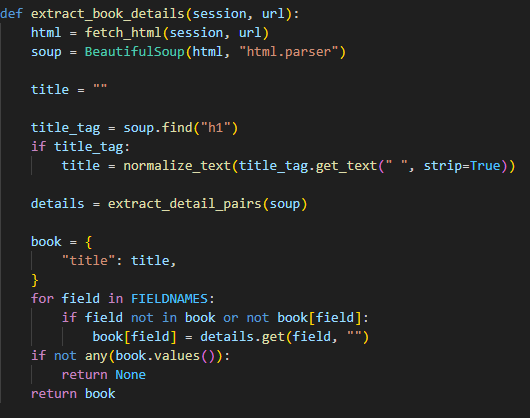 def extract_book_details(session, url):
    html = fetch_html(session, url)
    soup = BeautifulSoup(html, "html.parser")

    title = ""

    title_tag = soup.find("h1")
    if title_tag:
        title = normalize_text(title_tag.get_text(" ", strip=True))

    details = extract_detail_pairs(soup)

    book = {
        "title": title,
    }
    for field in FIELDNAMES:
        if field not in book or not book[field]:
            book[field] = details.get(field, "")
    if not any(book.values()):
        return None
    return book